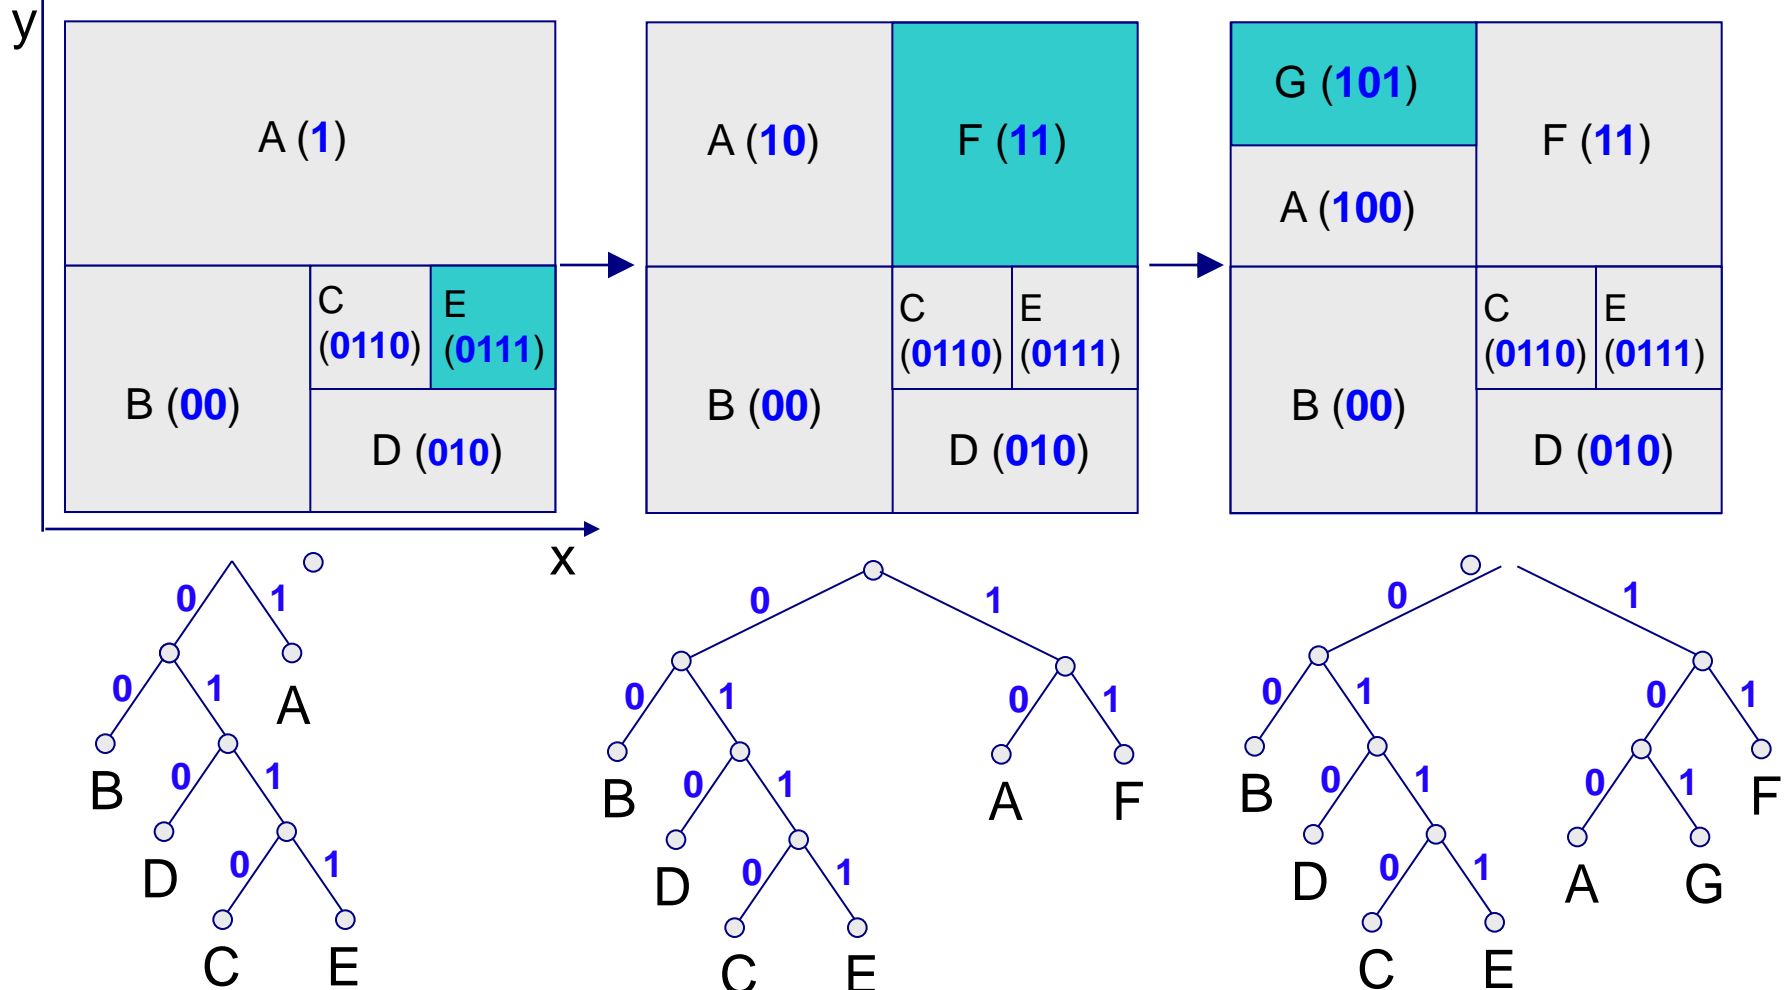 y
A (1)
B (00)
C
(0110)
E
(0111)
D (010)
x
A (10)
F (11)
B (00)
C
(0110)
E
(0111)
D (010)
G (101)
A (100)
F (11)
B (00)
C
(0110)
E
(0111)
D (010)
0 1
0 1
A
B
0 1
D
0 1
C E
0 1
0 1 0 1
B A F
0 1
D
0 1
C E
0 1
0 1 0 1
B F
0 1 0 1
D A G
0 1
C E